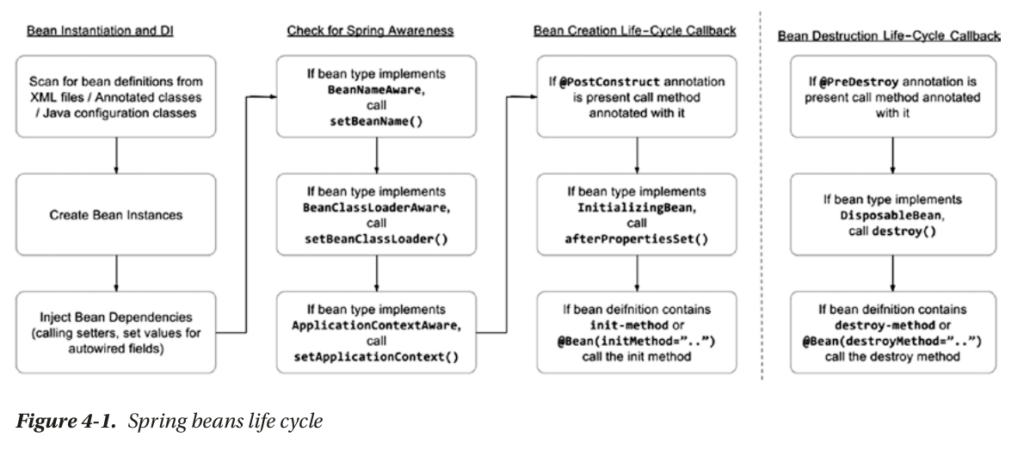 Bean Instantiation and DI
Scan for bean definitions from
XML files / Annotated classes
/ Java configuration classes
Create Bean Instances
Inject Bean Dependencies
(calling setters, set values for
autowired fields)
Check for Spring Awareness
If bean type implements
BeanNameAware,
call
setBeanName()
If bean type implements
BeanClassLoaderAware,
call
setBeanClassLoader()
If bean type implements
ApplicationContextAware,
call
setApplicationContext()
Bean Creation Life-Cycle Callback
If @PostConstruct annotation
is present call method
annotated with it
If bean type implements
InitializingBean,
call
afterPropertiesSet()
If bean deifnition contains
init-method or
@Bean(initMethod="..")
call the init method
Bean Destruction Life-Cycle Callback
If @PreDestroy annotation is
present call method annotated
with it
If bean type implements
DisposableBean,
call destroy()
If bean deifnition contains
destroy-method or
@Bean(destroyMethod="..")
call the destroy method
Figure 4-1. Spring beans life cycle